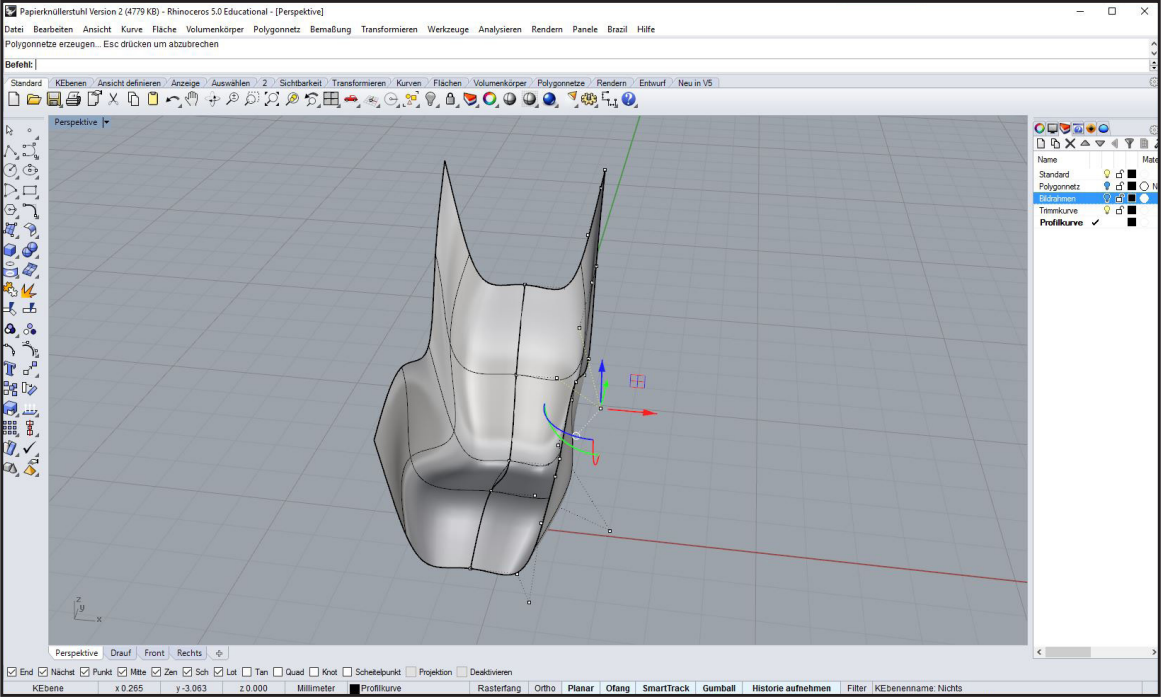 Papierknüllerstuhl Version 2 (4779 KB) - Rhinoceros 5.0 Educational - [Perspektive]
Datei Bearbeiten Ansicht Kurve Fläche Volumenkörper Polygonnetz Bemaßung Transformieren Werkzeuge Analysieren Rendern Panele Brazil Hilfe
Polygonnetze erzeugen... Esc drücken um abzubrechen
Befehl:
Standard KEbenen Ansicht definieren Anzeige Auswählen 2 Sichtbarkeit Transformieren Kurven Flächen Volumenkörper Polygonnetze Rendern Entwurf Neu in V5
Perspektive
Name Mate
Standard
Polygonnetz N
Bildrahmen
Trimmkurve
Profilkurve
z
y
x
Perspektive Drauf Front Rechts
End Nächst Punkt Mitte Zen Sch Lot Tan Quad Knot Scheitelpunkt Projektion Deaktivieren
KEbene x 0.265 y -3.063 z 0.000 Millimeter Profilkurve Rasterfang Ortho Planar Ofang SmartTrack Gumball Historie aufnehmen Filter KEbenenname: Nichts